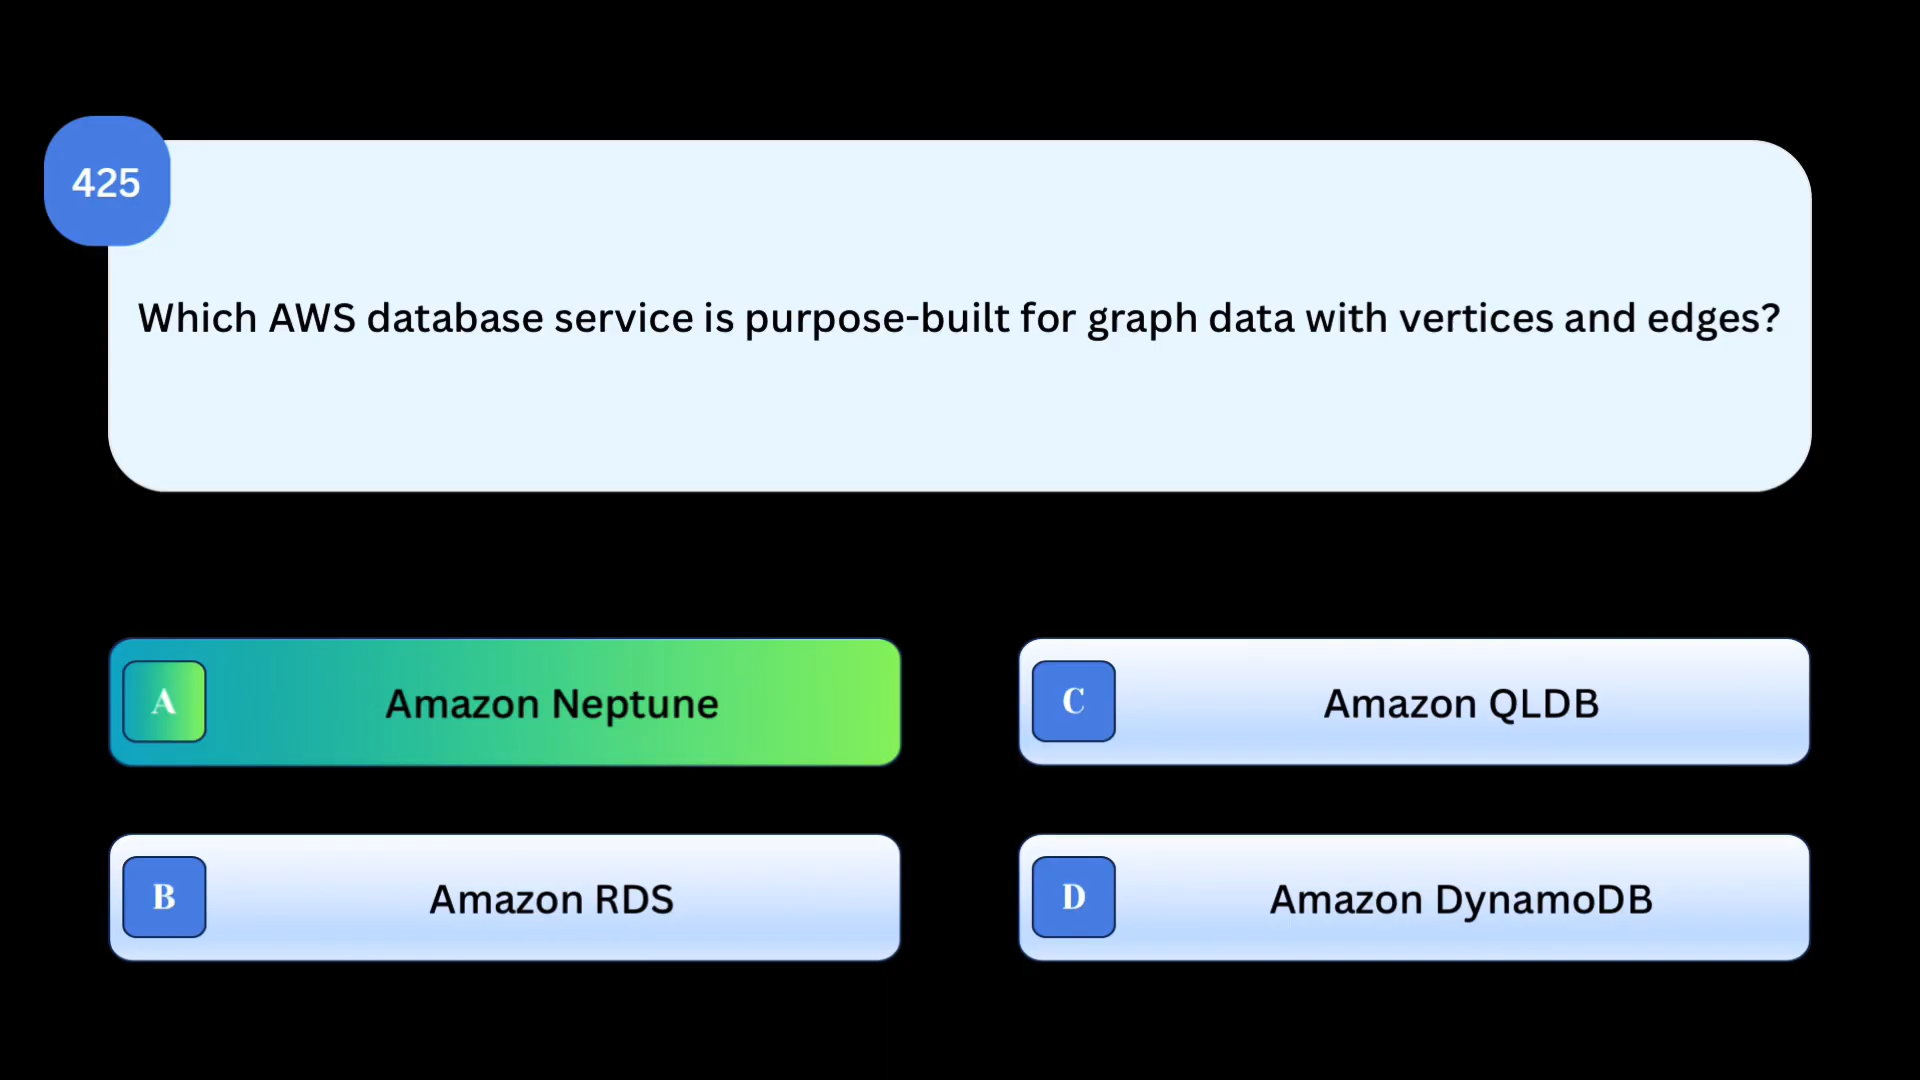 425
Which AWS database service is purpose-built for graph data with vertices and edges?
A
Amazon Neptune
C
Amazon QLDB
B
Amazon RDS
D
Amazon DynamoDB